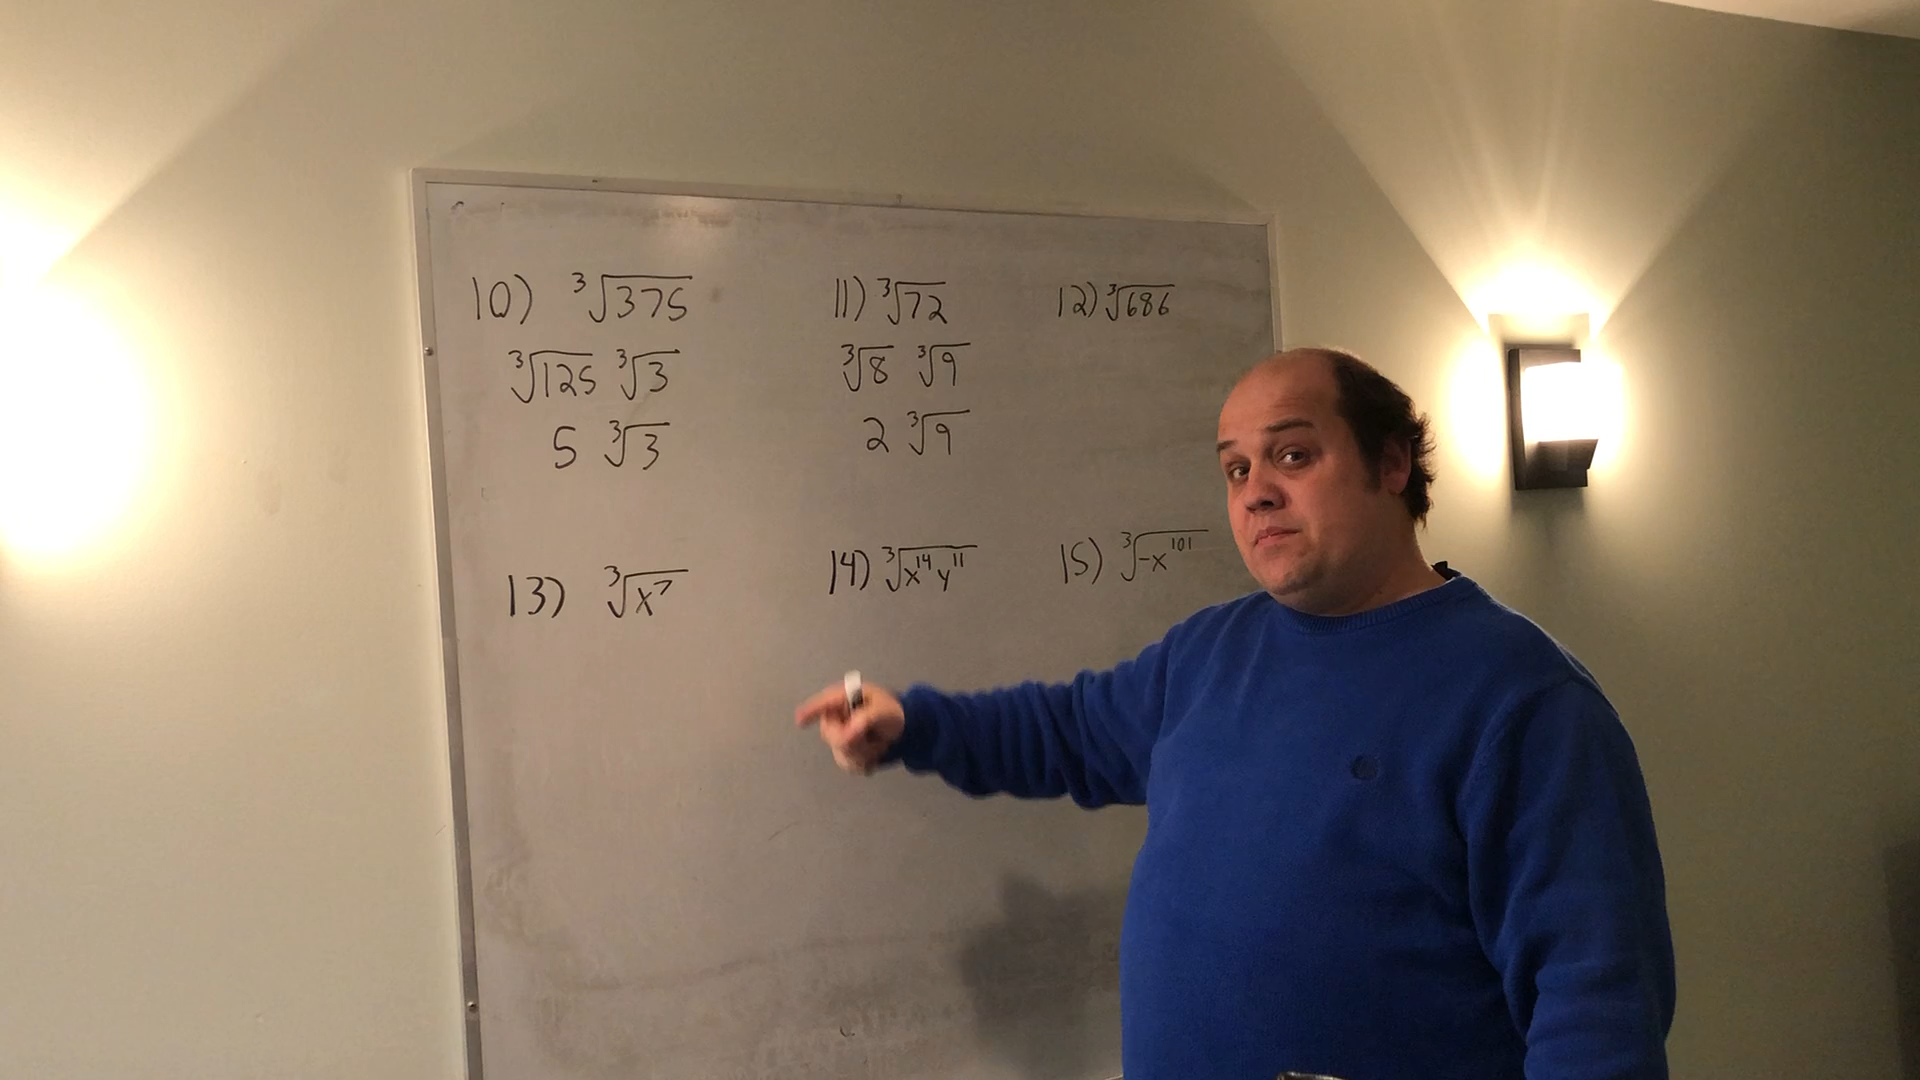 10) ∛375
∛125 ∛3
5 ∛3
11) ∛72
∛8 ∛9
2 ∛9
12) ∛686
13) ∛x⁷
14) ∛x¹⁴y¹¹
15) ∛-x¹⁰¹